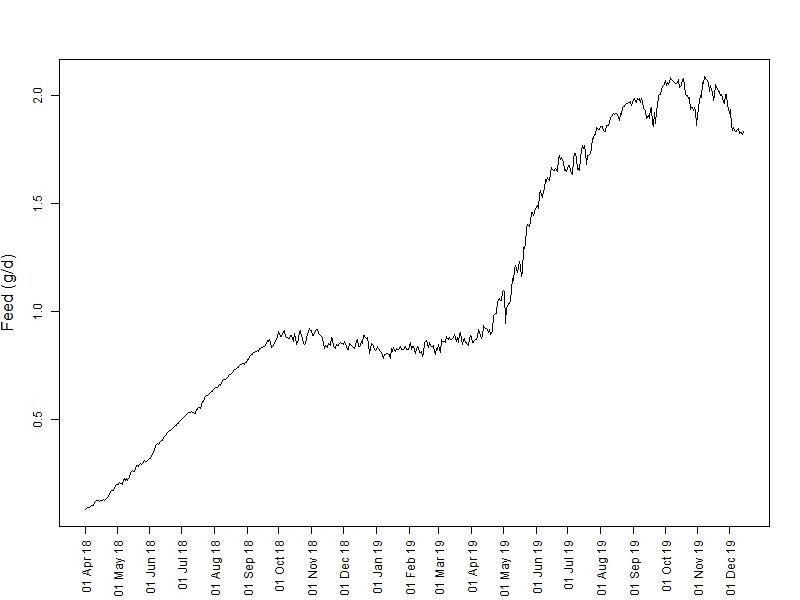 Feed (g/d)
2.0
1.5
1.0
0.5
01 Apr 18
01 May 18
01 Jun 18
01 Jul 18
01 Aug 18
01 Sep 18
01 Oct 18
01 Nov 18
01 Dec 18
01 Jan 19
01 Feb 19
01 Mar 19
01 Apr 19
01 May 19
01 Jun 19
01 Jul 19
01 Aug 19
01 Sep 19
01 Oct 19
01 Nov 19
01 Dec 19